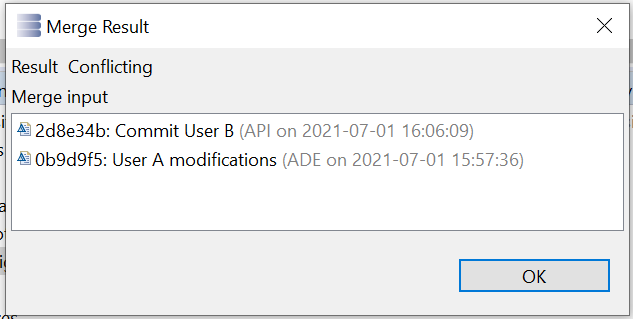 Merge Result
Result Conflicting
Merge input
2d8e34b: Commit User B (API on 2021-07-01 16:06:09)
0b9d9f5: User A modifications (ADE on 2021-07-01 15:57:36)
OK